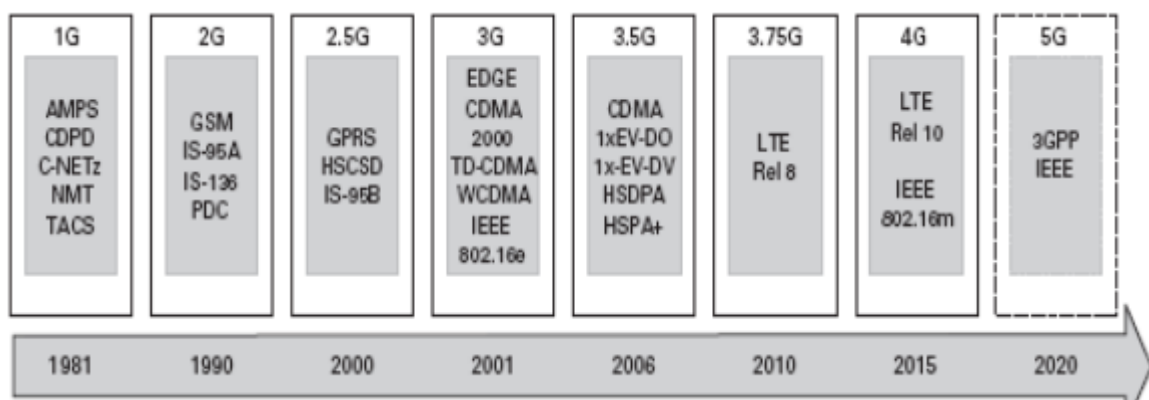 1G
AMPS
CDPD
C-NETz
NMT
TACS
2G
GSM
IS-95A
IS-136
PDC
2.5G
GPRS
HSCSD
IS-95B
3G
EDGE
CDMA
2000
TD-CDMA
WCDMA
IEEE
802.16e
3.5G
CDMA
1xEV-DO
1x-EV-DV
HSDPA
HSPA+
3.75G
LTE
Rel 8
4G
LTE
Rel 10
IEEE
802.16m
5G
3GPP
IEEE
1981
1990
2000
2001
2006
2010
2015
2020